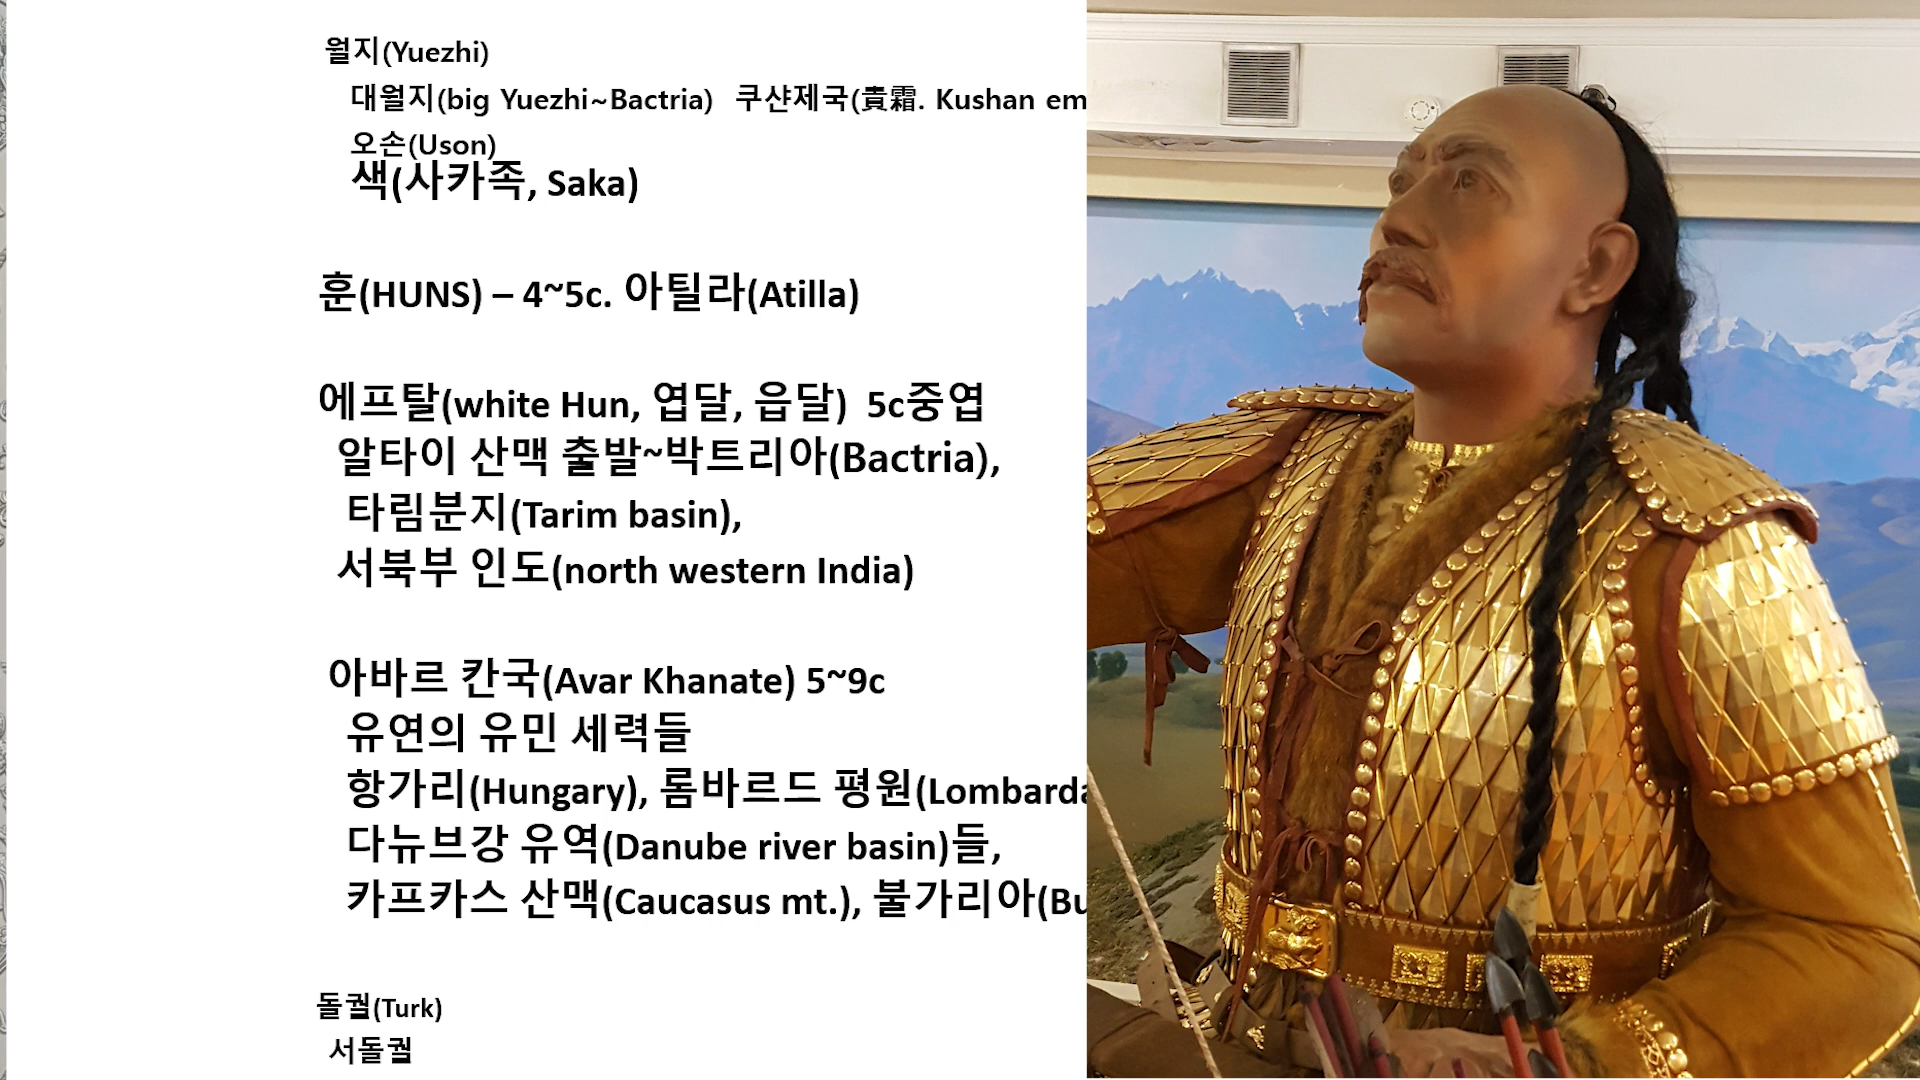 월지(Yuezhi)
대월지(big Yuezhi~Bactria) 쿠샨제국(貴霜. Kushan em
오손(Uson)
색(사카족, Saka)
훈(HUNS) – 4~5c. 아틸라(Atilla)
에프탈(white Hun, 엽달, 읍달) 5c중엽
알타이 산맥 출발~박트리아(Bactria),
타림분지(Tarim basin),
서북부 인도(north western India)
아바르 칸국(Avar Khanate) 5~9c
유연의 유민 세력들
항가리(Hungary), 롬바르드 평원(Lombarda
다뉴브강 유역(Danube river basin)들,
카프카스 산맥(Caucasus mt.), 불가리아(Bu
돌궐(Turk)
서돌궐